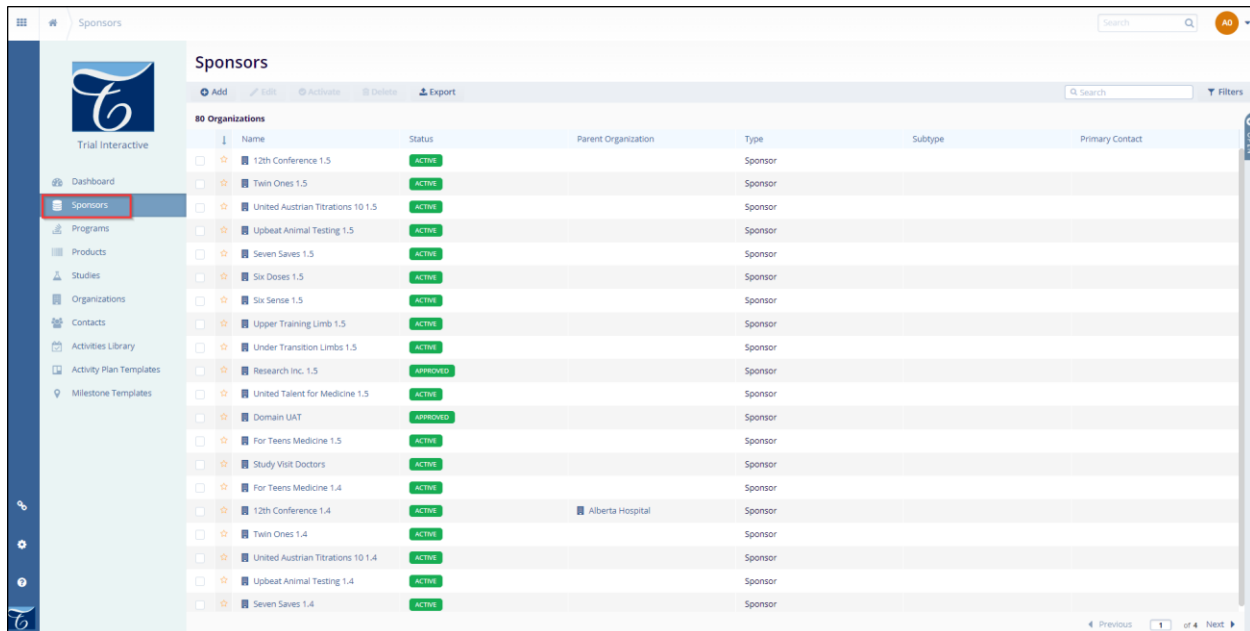 Sponsors
Search
AO
Trial Interactive
Dashboard
Sponsors
Programs
Products
Studies
Organizations
Contacts
Activities Library
Activity Plan Templates
Milestone Templates
Sponsors
Add Edit Activate Delete Export Search Filters
80 Organizations
Name Status Parent Organization Type Subtype Primary Contact
12th Conference 1.5 ACTIVE Sponsor
Twin Ones 1.5 ACTIVE Sponsor
United Austrian Titrations 10 1.5 ACTIVE Sponsor
Upbeat Animal Testing 1.5 ACTIVE Sponsor
Seven Saves 1.5 ACTIVE Sponsor
Six Doses 1.5 ACTIVE Sponsor
Six Sense 1.5 ACTIVE Sponsor
Upper Training Limb 1.5 ACTIVE Sponsor
Under Transition Limbs 1.5 ACTIVE Sponsor
Research Inc. 1.5 APPROVED Sponsor
United Talent for Medicine 1.5 ACTIVE Sponsor
Domain UAT APPROVED Sponsor
For Teens Medicine 1.5 ACTIVE Sponsor
Study Visit Doctors ACTIVE Sponsor
For Teens Medicine 1.4 ACTIVE Sponsor
12th Conference 1.4 ACTIVE Alberta Hospital Sponsor
Twin Ones 1.4 ACTIVE Sponsor
United Austrian Titrations 10 1.4 ACTIVE Sponsor
Upbeat Animal Testing 1.4 ACTIVE Sponsor
Seven Saves 1.4 ACTIVE Sponsor
Previous 1 of 4 Next